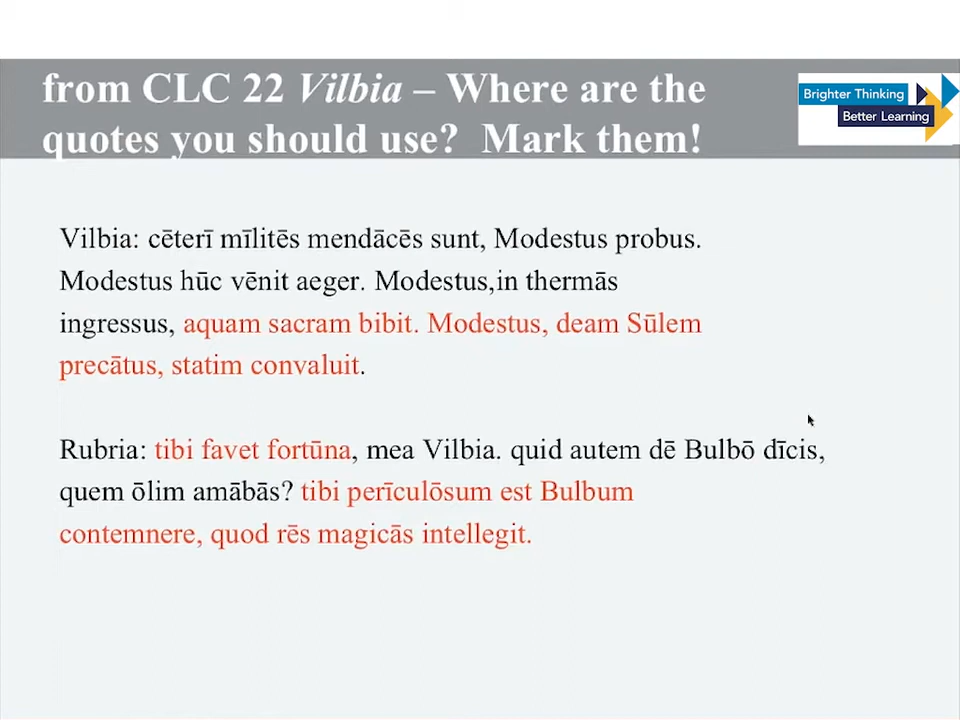 from CLC 22 Vilbia – Where are the
quotes you should use? Mark them!
Brighter Thinking
Better Learning
Vilbia: cēterī mīlitēs mendācēs sunt, Modestus probus.
Modestus hūc vēnit aeger. Modestus,in thermās
ingressus, aquam sacram bibit. Modestus, deam Sūlem
precātus, statim convaluit.
Rubria: tibi favet fortūna, mea Vilbia. quid autem dē Bulbō dīcis,
quem ōlim amābās? tibi perīculōsum est Bulbum
contemnere, quod rēs magicās intellegit.